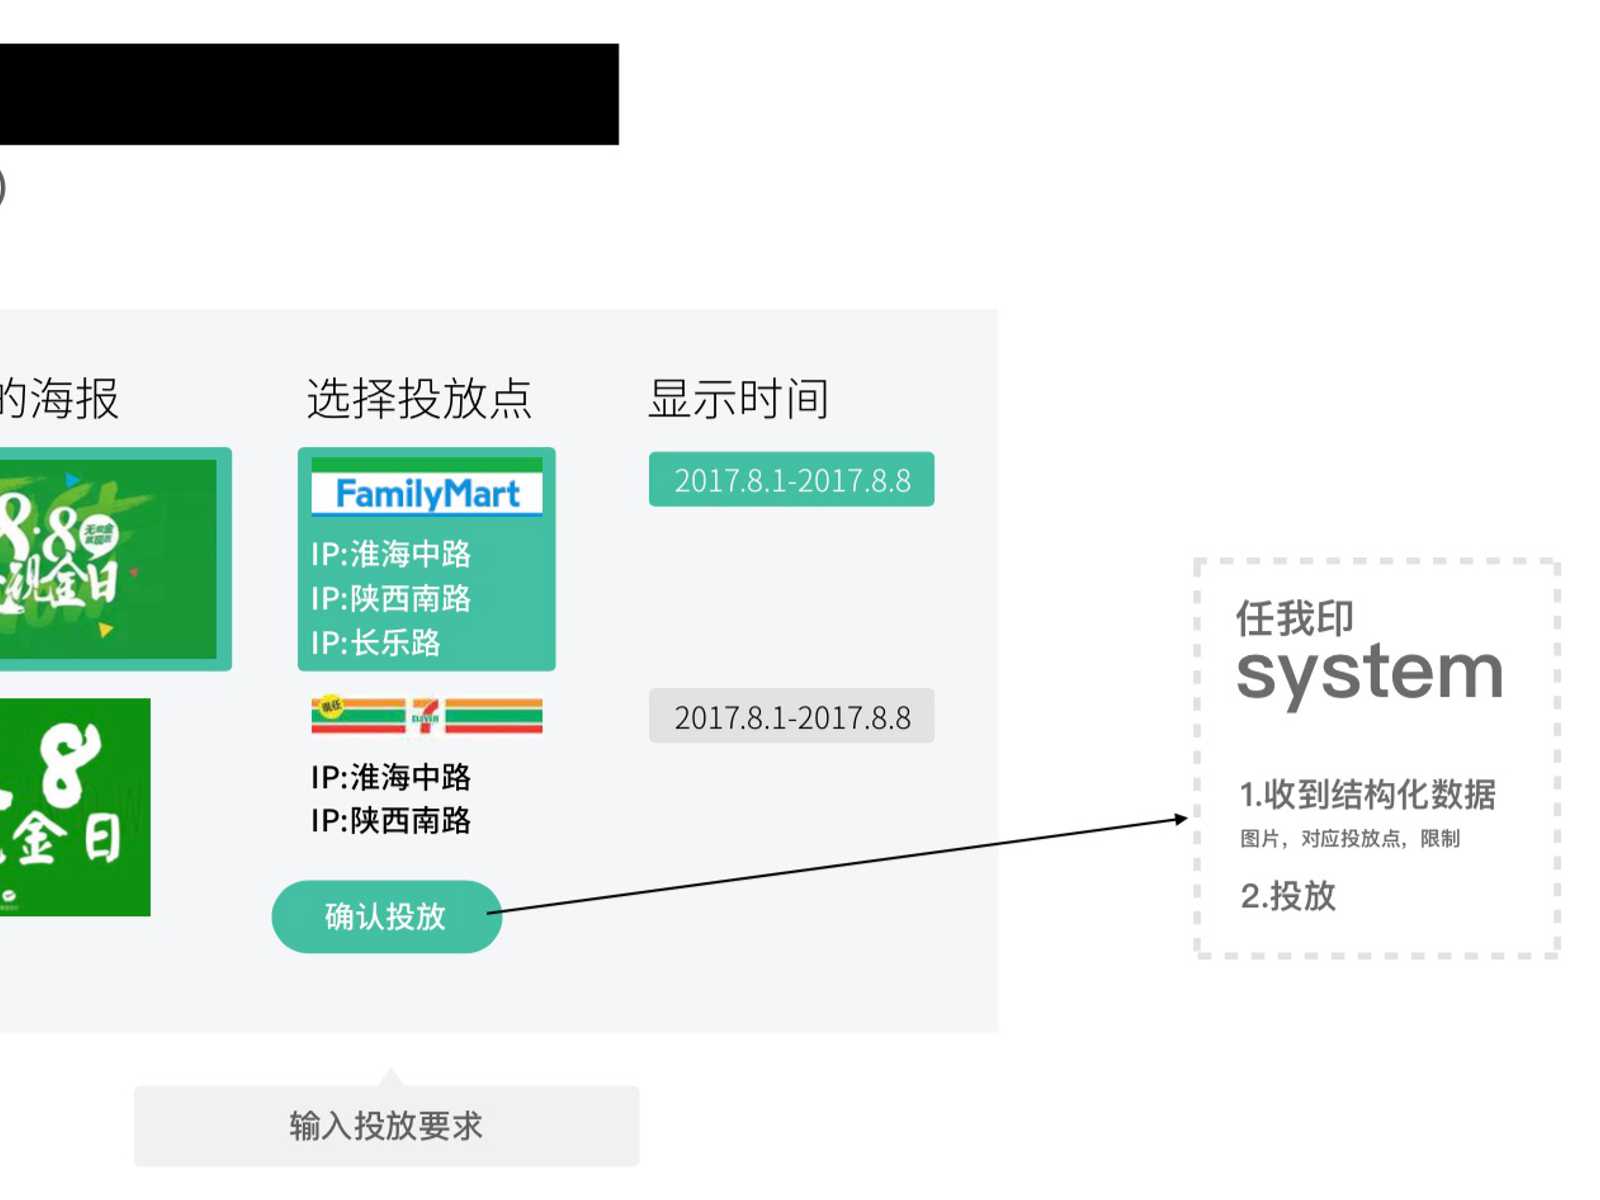 )
的海报
选择投放点
显示时间
8.8
无现金日
FamilyMart
IP:淮海中路
IP:陕西南路
IP:长乐路
2017.8.1-2017.8.8
8
金日
ELEVEN
IP:淮海中路
IP:陕西南路
2017.8.1-2017.8.8
确认投放
任我印
system
1.收到结构化数据
图片，对应投放点，限制
2.投放
输入投放要求